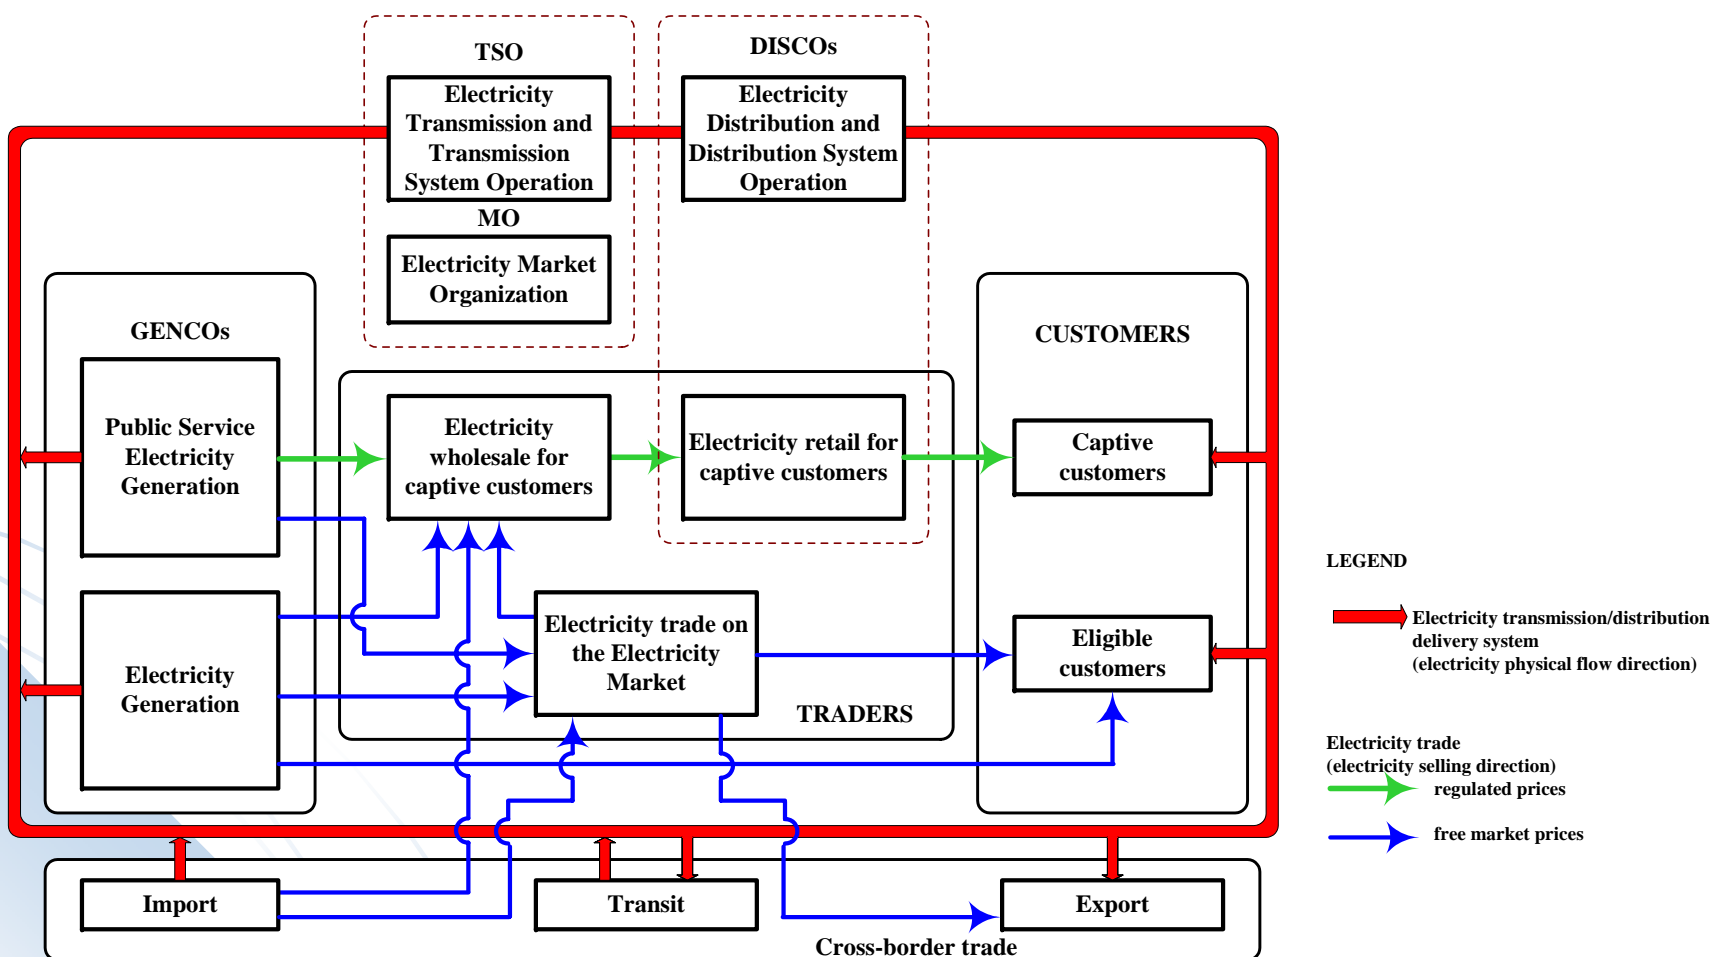 TSO
Electricity
Transmission and
Transmission
System Operation
MO
Electricity Market
Organization
DISCOs
Electricity
Distribution and
Distribution System
Operation
GENCOs
Public Service
Electricity
Generation
Electricity
Generation
Electricity
wholesale for
captive customers
Electricity retail for
captive customers
Electricity trade on
the Electricity
Market
TRADERS
CUSTOMERS
Captive
customers
Eligible
customers
Import
Transit
Export
Cross-border trade
LEGEND
Electricity transmission/distribution
delivery system
(electricity physical flow direction)
Electricity trade
(electricity selling direction)
regulated prices
free market prices